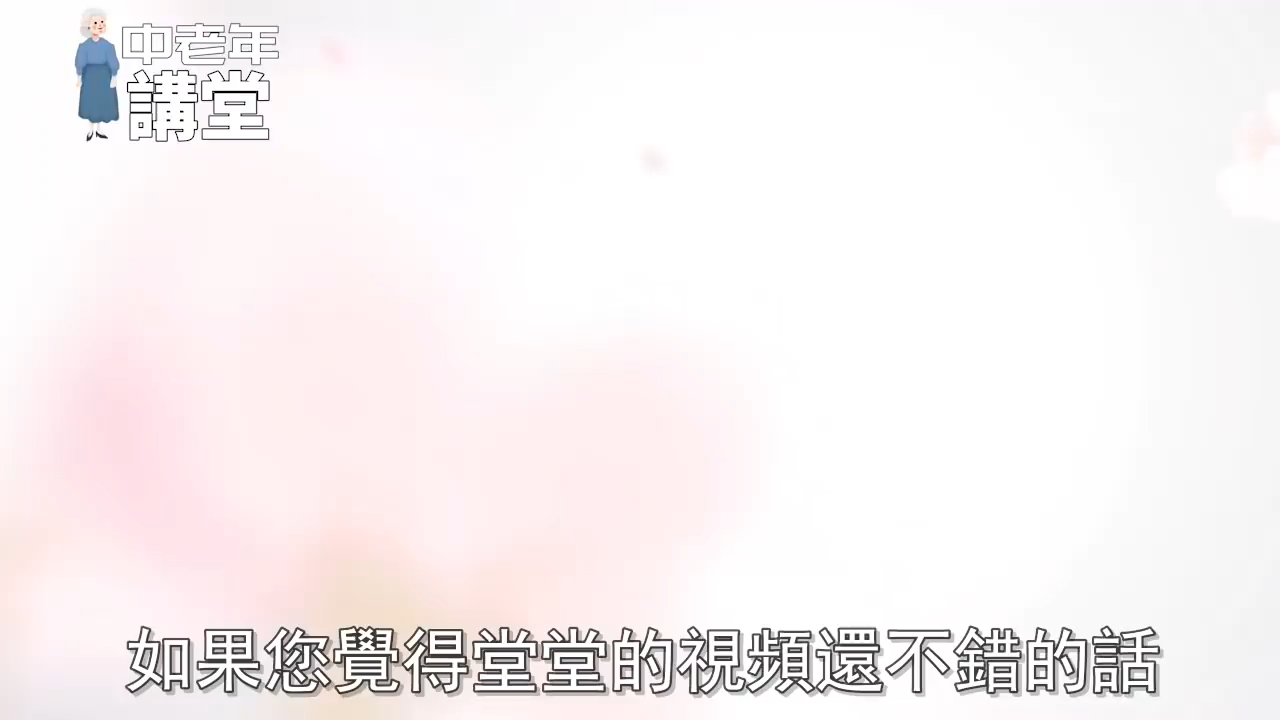 中老年
講堂
如果您覺得堂堂的視頻還不錯的話